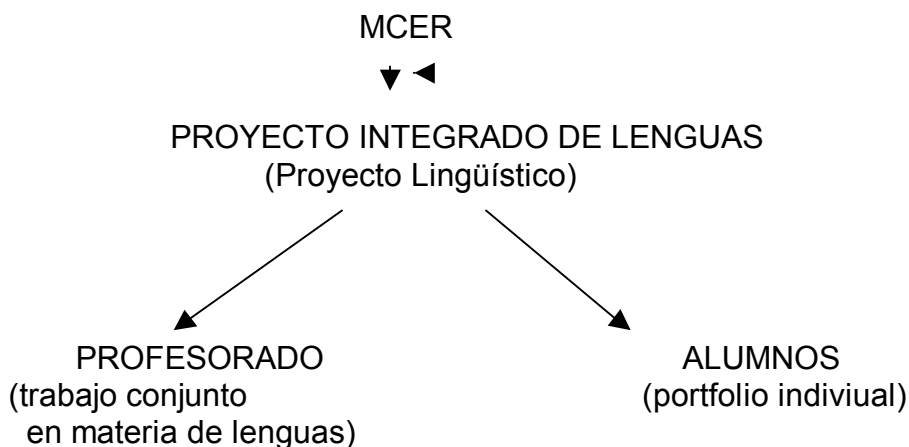 MCER
PROYECTO INTEGRADO DE LENGUAS
(Proyecto Lingüístico)
PROFESORADO
(trabajo conjunto
en materia de lenguas)
ALUMNOS
(portfolio indiviual)